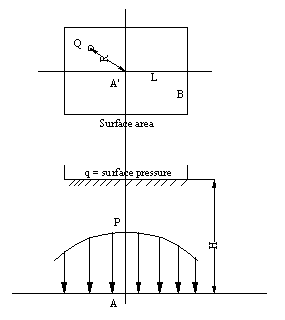 Q
R
A'
L
B
Surface area
q = surface pressure
P
H
A